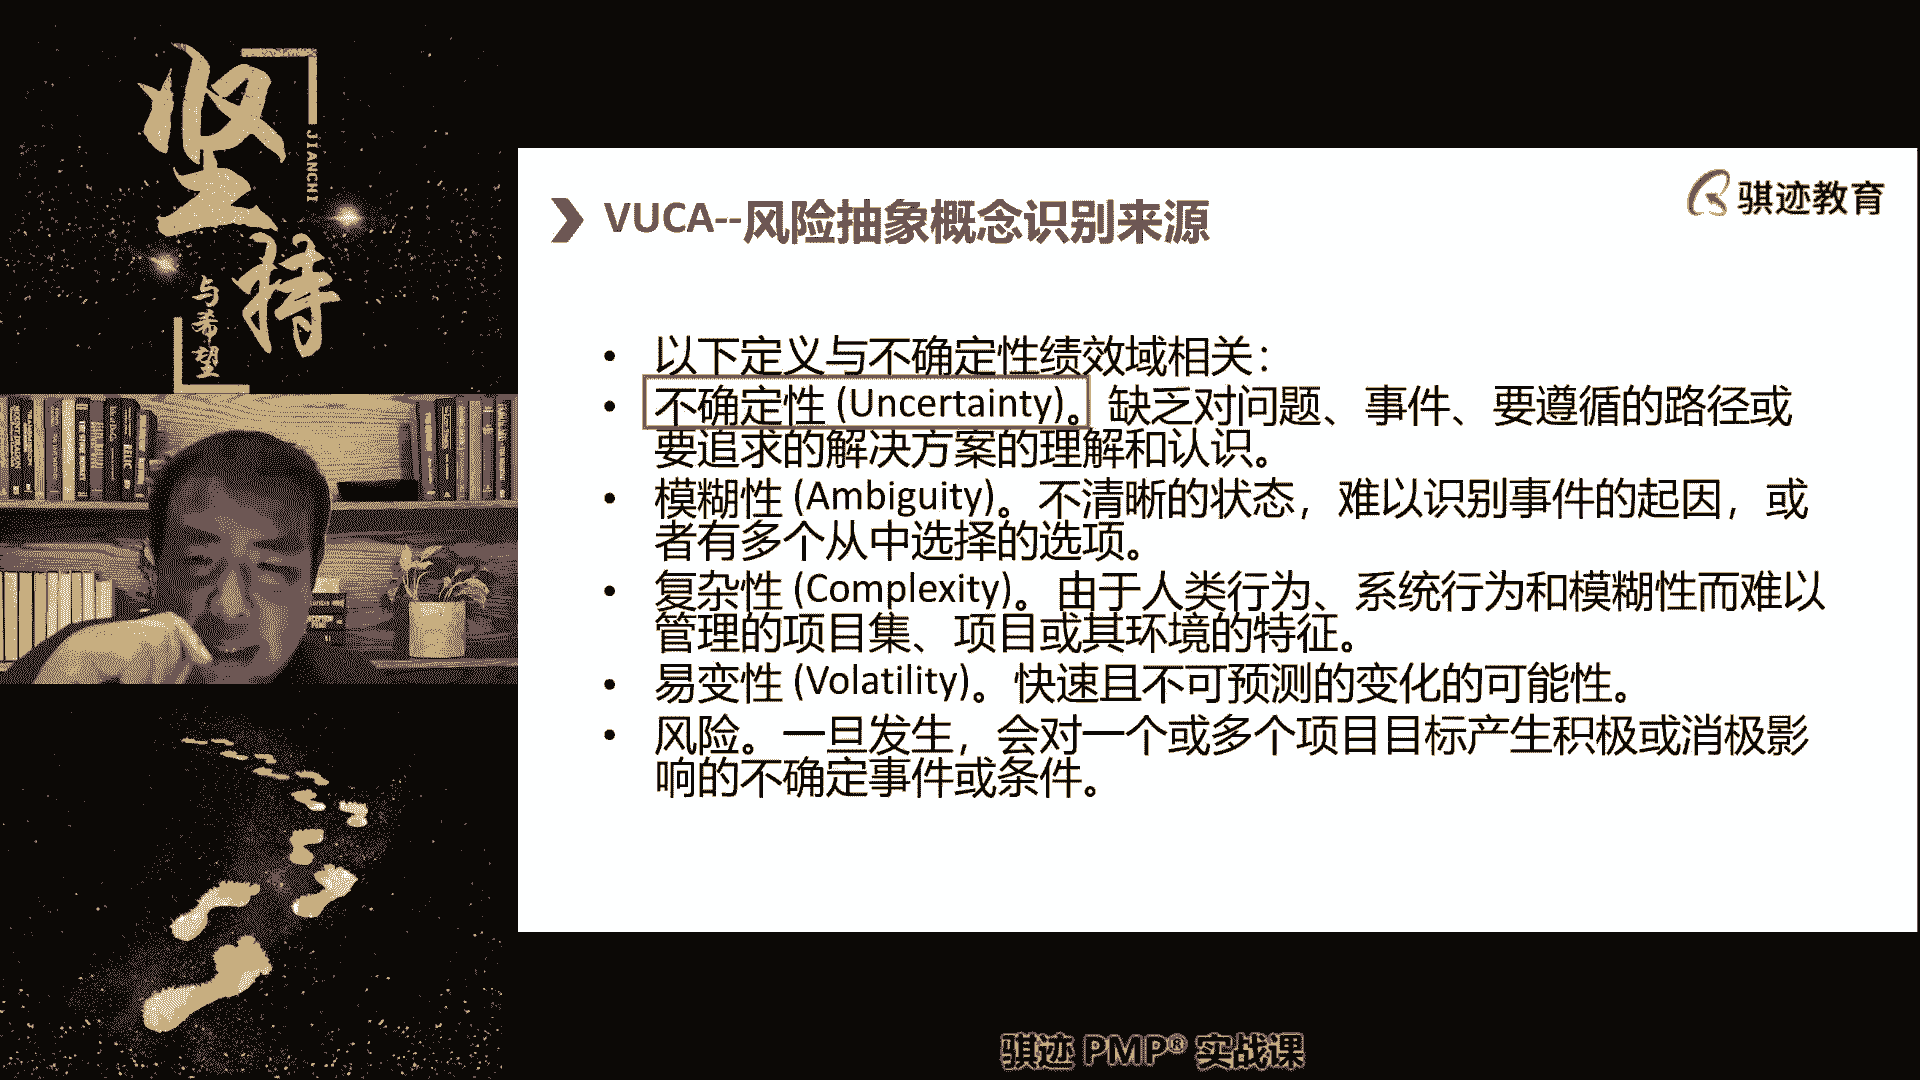 坚持
JIANCHI
与希望
骐迹教育
VUCA--风险抽象概念识别来源
• 以下定义与不确定性绩效域相关：
• 不确定性 (Uncertainty)。缺乏对问题、事件、要遵循的路径或
要追求的解决方案的理解和认识。
• 模糊性 (Ambiguity)。不清晰的状态，难以识别事件的起因，或
者有多个从中选择的选项。
• 复杂性 (Complexity)。由于人类行为、系统行为和模糊性而难以
管理的项目集、项目或其环境的特征。
• 易变性 (Volatility)。快速且不可预测的变化的可能性。
• 风险。一旦发生，会对一个或多个项目目标产生积极或消极影
响的不确定事件或条件。
骐迹 PMP® 实战课